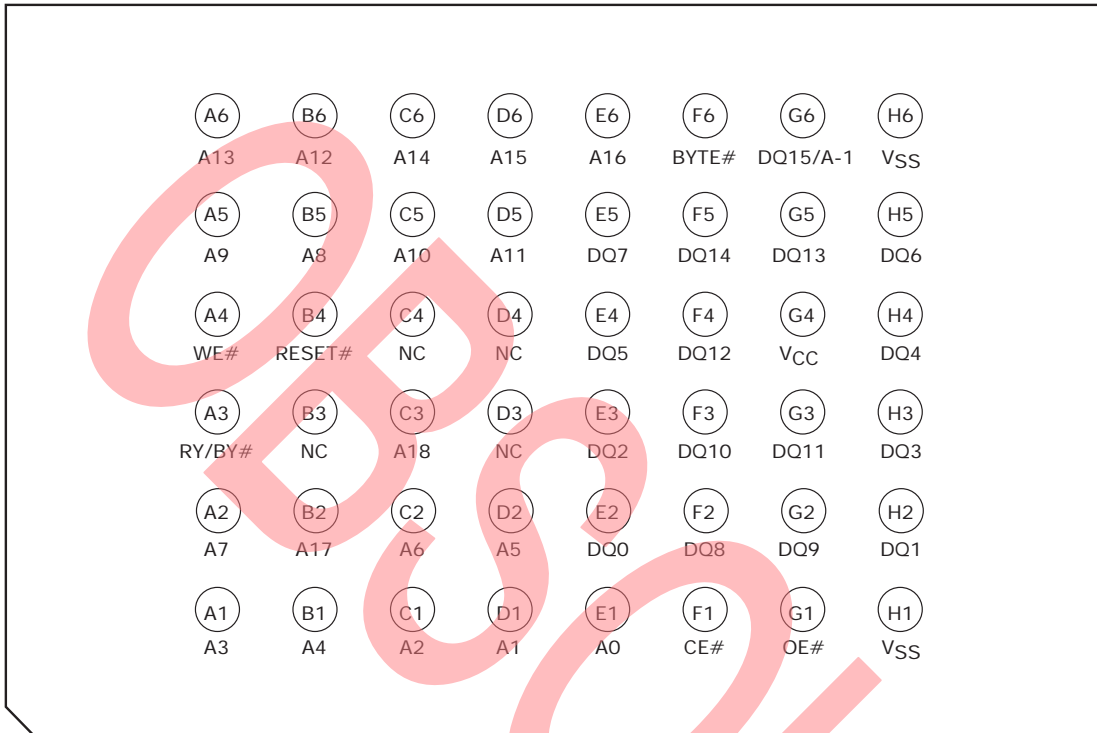 A6 B6 C6 D6 E6 F6 G6 H6
A13 A12 A14 A15 A16 BYTE# DQ15/A-1 VSS
A5 B5 C5 D5 E5 F5 G5 H5
A9 A8 A10 A11 DQ7 DQ14 DQ13 DQ6
A4 B4 C4 D4 E4 F4 G4 H4
WE# RESET# NC NC DQ5 DQ12 VCC DQ4
A3 B3 C3 D3 E3 F3 G3 H3
RY/BY# NC A18 NC DQ2 DQ10 DQ11 DQ3
A2 B2 C2 D2 E2 F2 G2 H2
A7 A17 A6 A5 DQ0 DQ8 DQ9 DQ1
A1 B1 C1 D1 E1 F1 G1 H1
A3 A4 A2 A1 A0 CE# OE# VSS
OBSOL